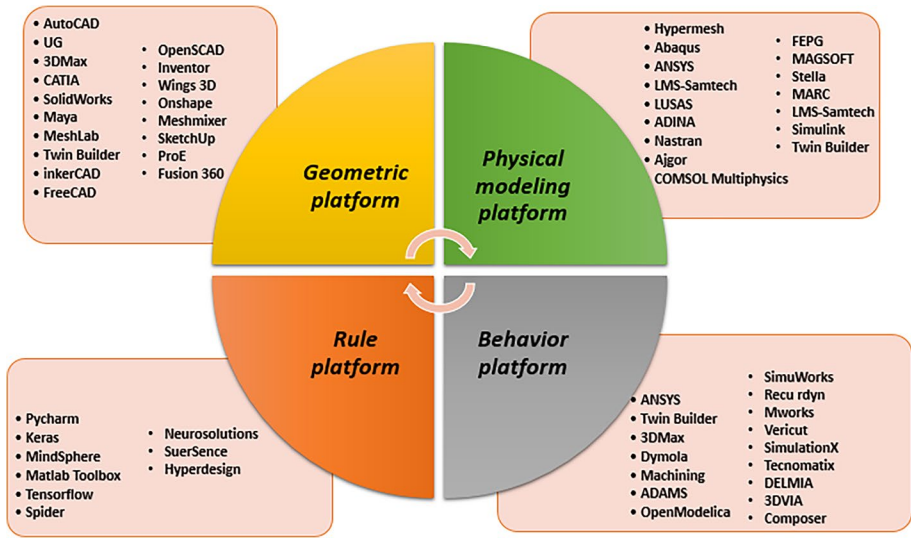 • AutoCAD
• UG
• 3DMax
• CATIA
• SolidWorks
• Maya
• MeshLab
• Twin Builder
• inkerCAD
• FreeCAD
• OpenSCAD
• Inventor
• Wings 3D
• Onshape
• Meshmixer
• SketchUp
• ProE
• Fusion 360
Geometric
platform
Physical
modeling
platform
• Hypermesh
• Abaqus
• ANSYS
• LMS-Samtech
• LUSAS
• ADINA
• Nastran
• Ajgor
• COMSOL Multiphysics
• FEPG
• MAGSOFT
• Stella
• MARC
• LMS-Samtech
• Simulink
• Twin Builder
Rule
platform
Behavior
platform
• Pycharm
• Keras
• MindSphere
• Matlab Toolbox
• Tensorflow
• Spider
• Neurosolutions
• SuerSence
• Hyperdesign
• ANSYS
• Twin Builder
• 3DMax
• Dymola
• Machining
• ADAMS
• OpenModelica
• SimuWorks
• Recu rdyn
• Mworks
• Vericut
• SimulationX
• Tecnomatix
• DELMIA
• 3DVIA
• Composer